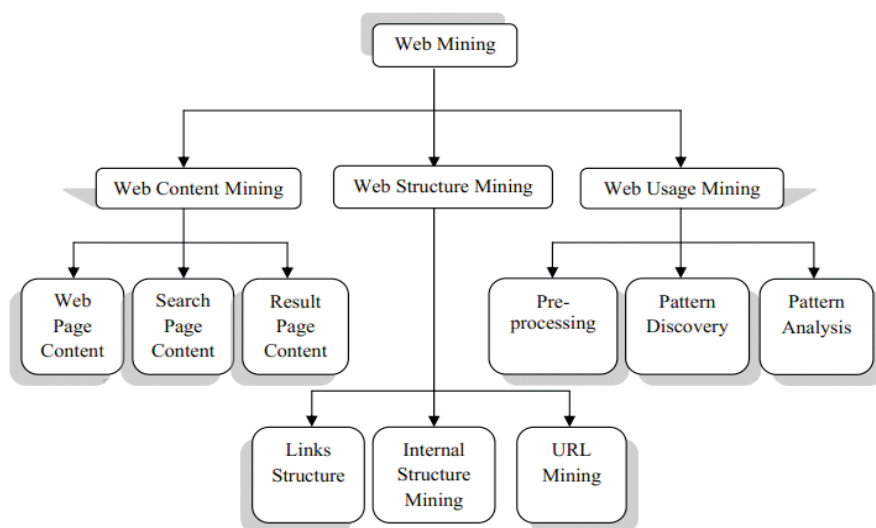 Web Mining
Web Content Mining
Web Structure Mining
Web Usage Mining
Web
Page
Content
Search
Page
Content
Result
Page
Content
Pre-
processing
Pattern
Discovery
Pattern
Analysis
Links
Structure
Internal
Structure
Mining
URL
Mining